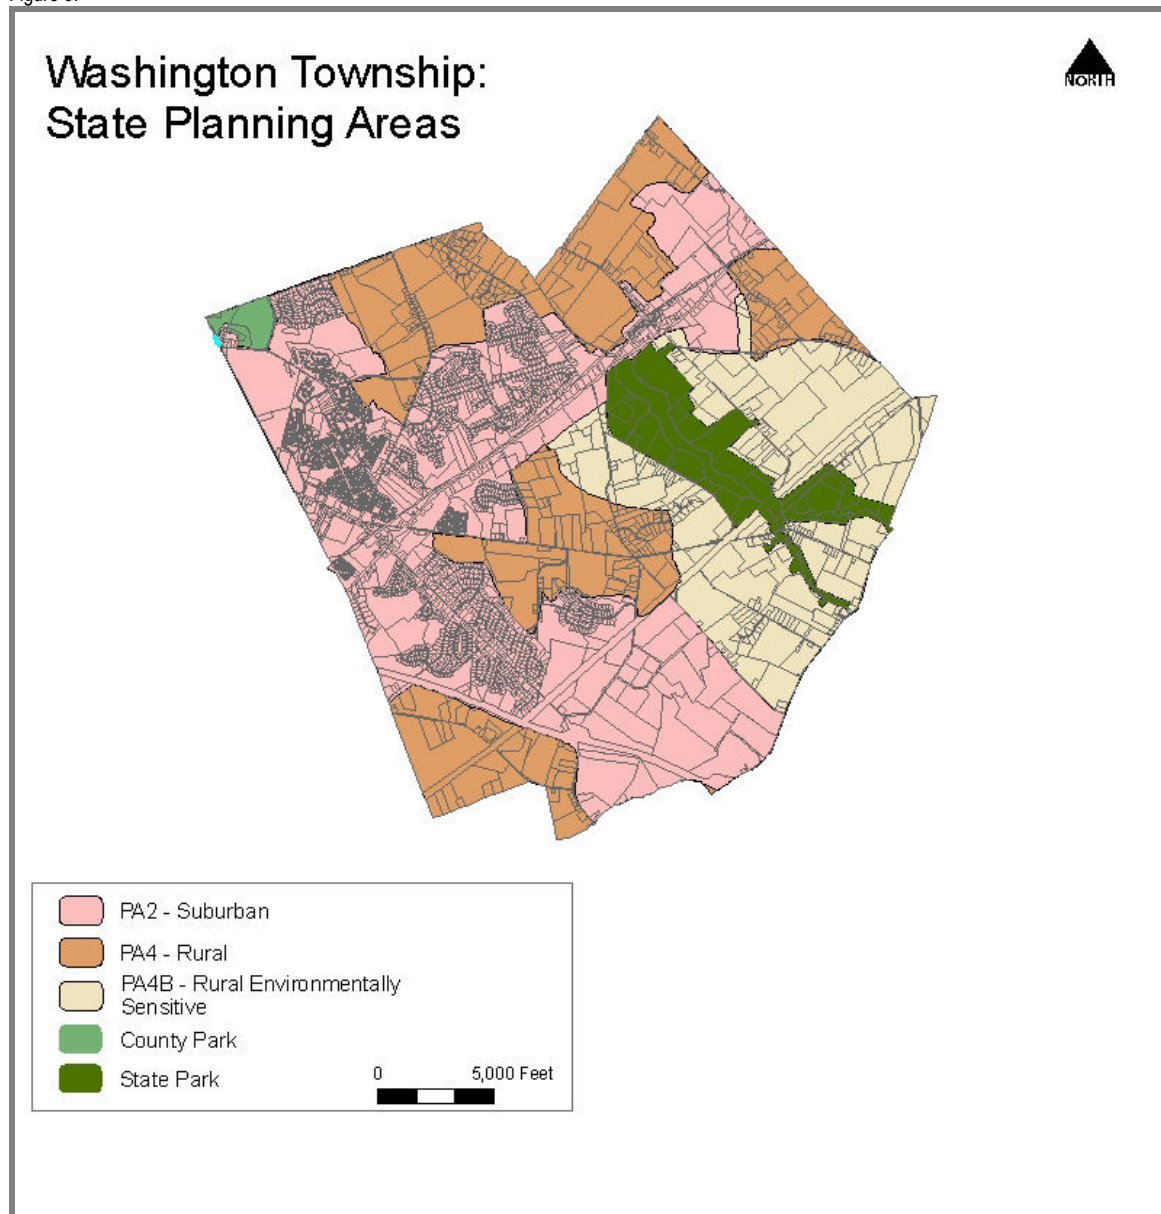 Washington Township:
State Planning Areas
NORTH
PA2 - Suburban
PA4 - Rural
PA4B - Rural Environmentally
Sensitive
County Park
State Park
0 5,000 Feet